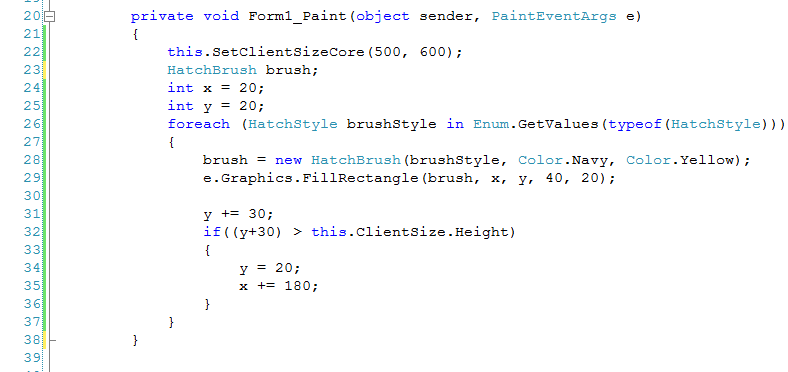 20 private void Form1_Paint(object sender, PaintEventArgs e)
21 {
22 this.SetClientSizeCore(500, 600);
23 HatchBrush brush;
24 int x = 20;
25 int y = 20;
26 foreach (HatchStyle brushStyle in Enum.GetValues(typeof(HatchStyle)))
27 {
28 brush = new HatchBrush(brushStyle, Color.Navy, Color.Yellow);
29 e.Graphics.FillRectangle(brush, x, y, 40, 20);
30
31 y += 30;
32 if((y+30) > this.ClientSize.Height)
33 {
34 y = 20;
35 x += 180;
36 }
37 }
38 }
39